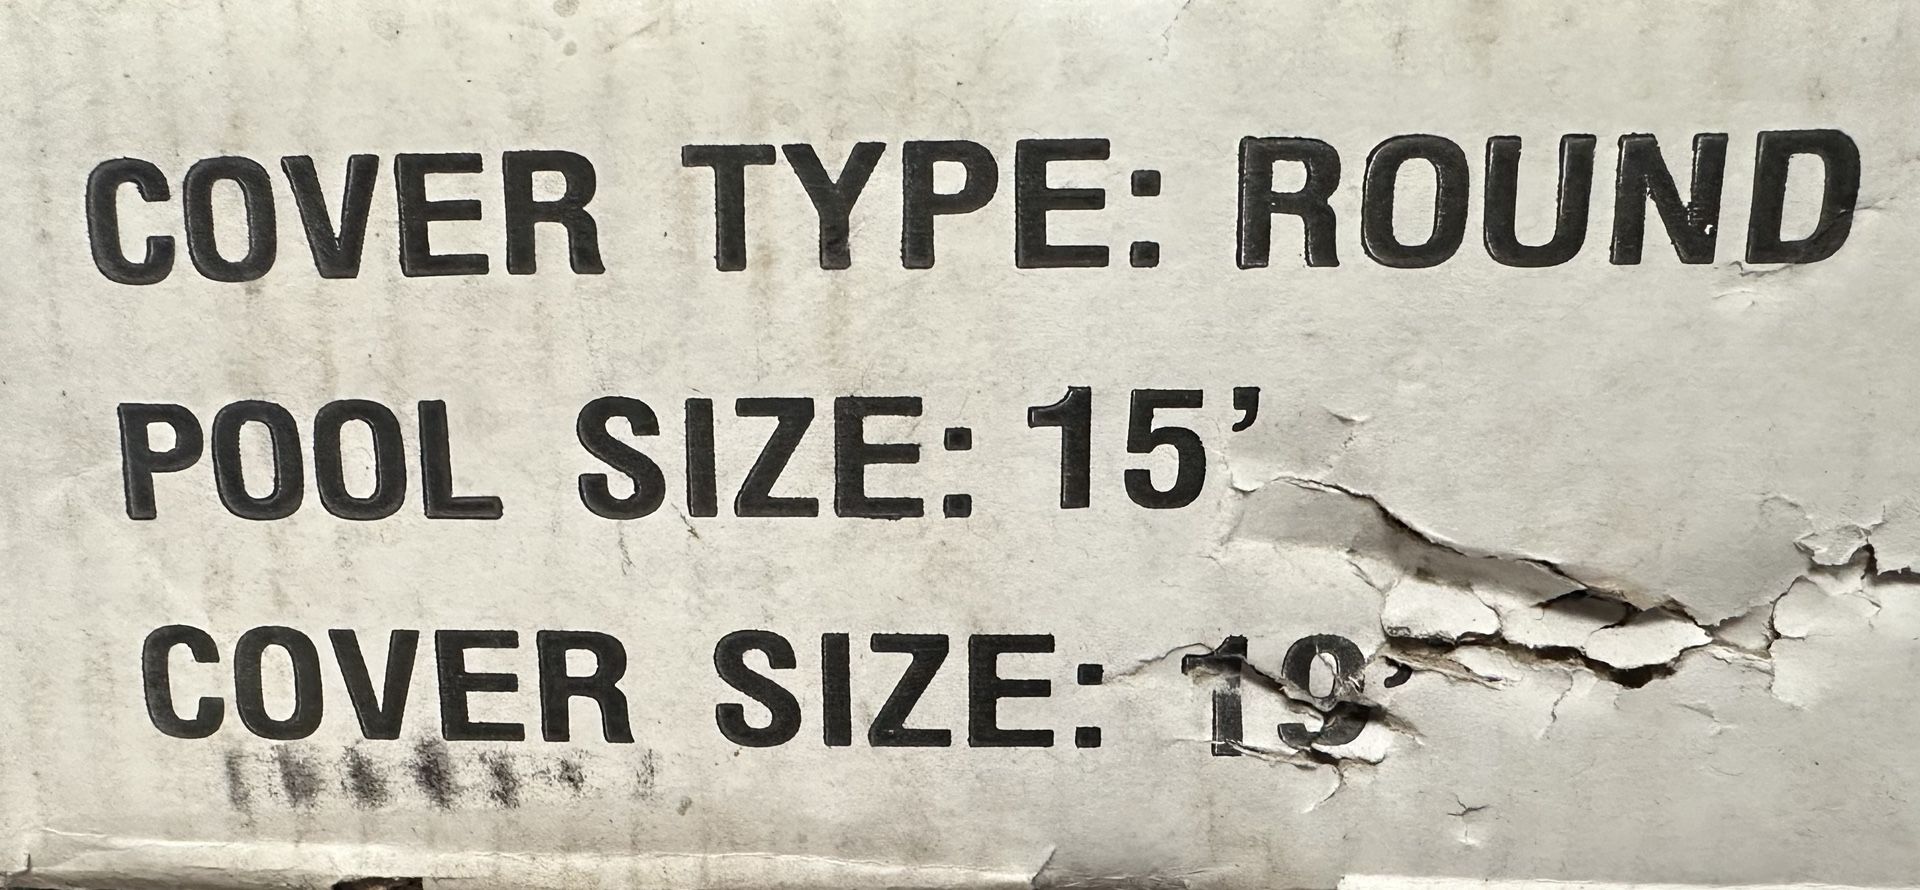 COVER TYPE: ROUND
POOL SIZE: 15’
COVER SIZE: 19’